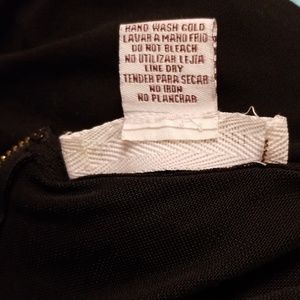 HAND WASH COLD
LAVAR A MANO FRIO
DO NOT BLEACH
NO UTILIZAR LEJIA
LINE DRY
TENDER PARA SECAR
NO IRON
NO PLANCHAR